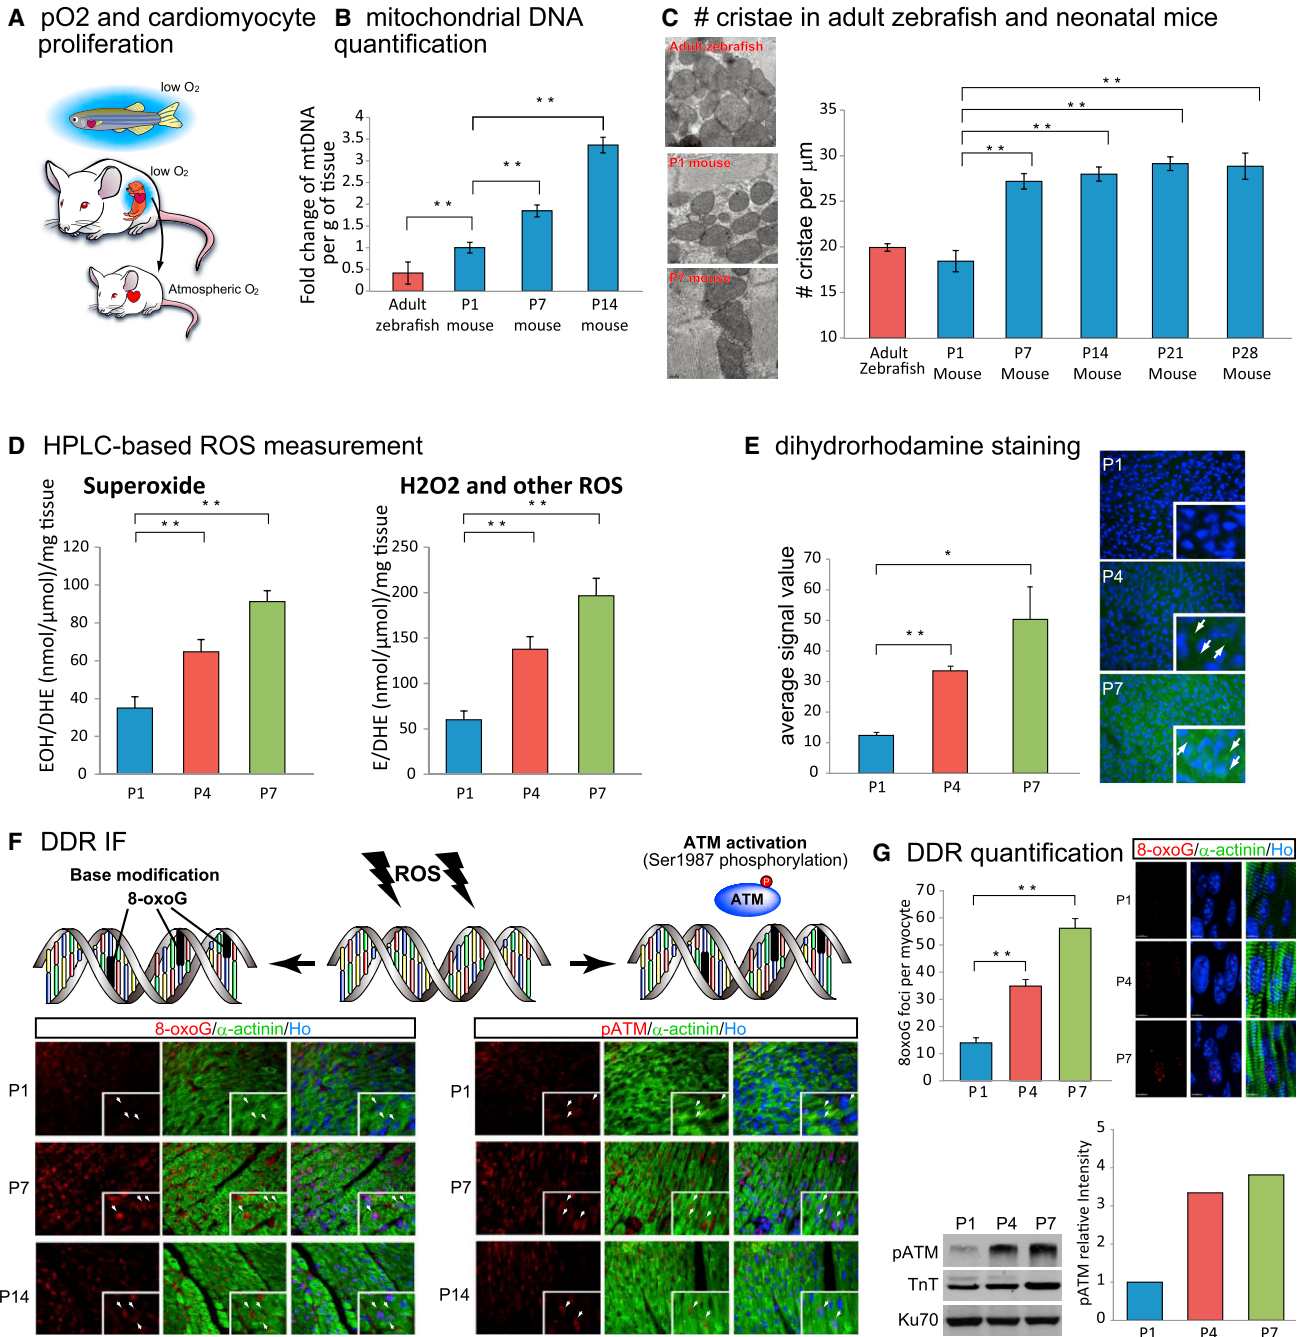 A pO2 and cardiomyocyte
proliferation
low O2
low O2
Atmospheric O2
B mitochondrial DNA
quantification
Fold change of mtDNA
per g of tissue
4
3.5
3
2.5
2
1.5
1
0.5
0
* *
* *
* *
Adult
zebrafish
P1
mouse
P7
mouse
P14
mouse
C # cristae in adult zebrafish and neonatal mice
Adult zebrafish
P1 mouse
P7 mouse
# cristae per μm
35
30
25
20
15
10
* *
* *
* *
* *
Adult
Zebrafish
P1
Mouse
P7
Mouse
P14
Mouse
P21
Mouse
P28
Mouse
D HPLC-based ROS measurement
Superoxide
EOH/DHE (nmol/μmol)/mg tissue
120
100
80
60
40
20
0
* *
* *
P1 P4 P7
H2O2 and other ROS
E/DHE (nmol/μmol)/mg tissue
250
200
150
100
50
0
* *
* *
P1 P4 P7
E dihydrorhodamine staining
average signal value
70
60
50
40
30
20
10
0
*
* *
P1 P4 P7
P1
P4
P7
F DDR IF
Base modification
8-oxoG
ROS
ATM activation
(Ser1987 phosphorylation)
P
ATM
8-oxoG/α-actinin/Ho
P1
P7
P14
pATM/α-actinin/Ho
P1
P7
P14
G DDR quantification
8oxoG foci per myocyte
70
60
50
40
30
20
10
0
* *
* *
P1 P4 P7
8-oxoG/α-actinin/Ho
P1
P4
P7
P1 P4 P7
pATM
TnT
Ku70
pATM relative Intensity
5
4
3
2
1
0
P1 P4 P7